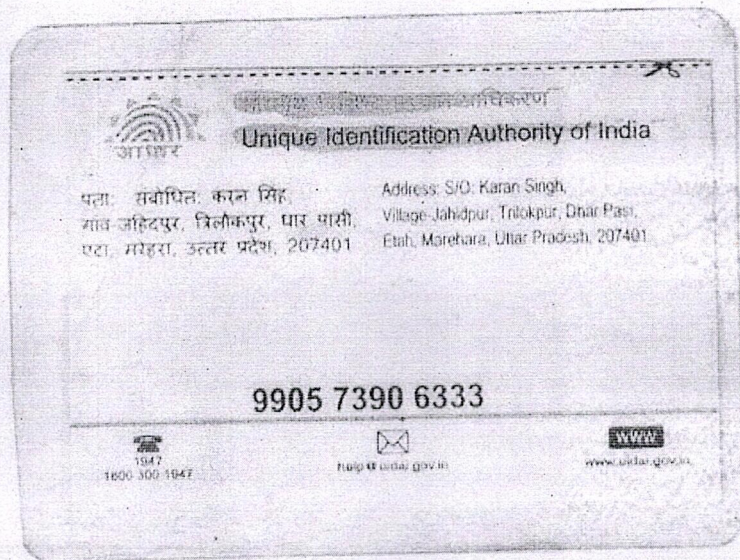 आधार
प्राधिकरण
Unique Identification Authority of India
पता: संबोधित: करन सिंह,
गाव-जहिदपुर, त्रिलोकपुर, धार पासी,
एटा, मरेहरा, उत्तर प्रदेश, 207401
Address: S/O: Karan Singh,
Village-Jahidpur, Trilokpur, Dhar Pasi,
Etah, Marehara, Uttar Pradesh, 207401
9905 7390 6333
1947
1800 300 1947
help@uidai.gov.in
WWW
www.uidai.gov.in